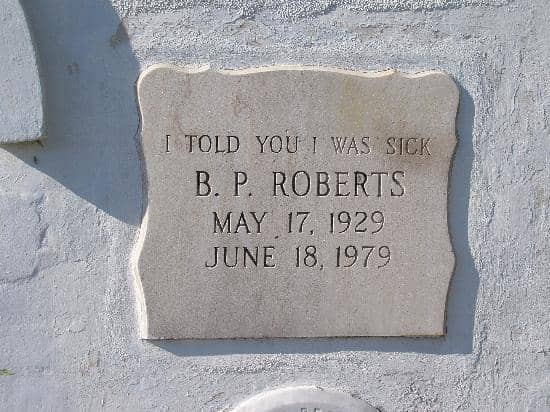 I TOLD YOU I WAS SICK
B. P. ROBERTS
MAY 17, 1929
JUNE 18, 1979